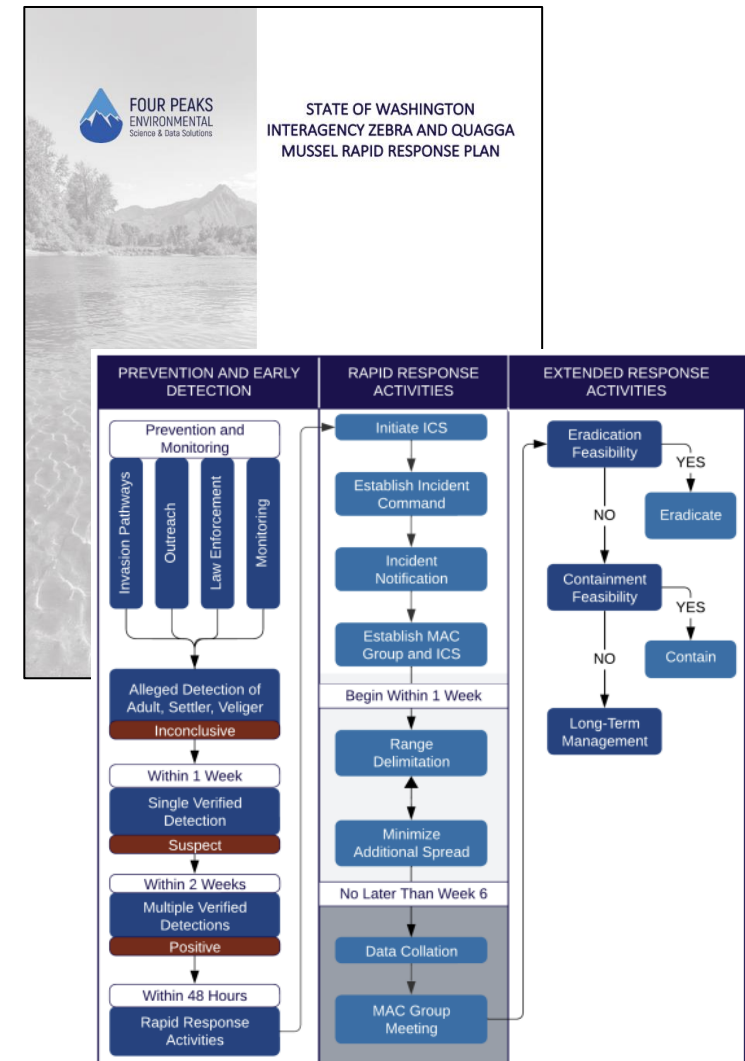 FOUR PEAKS
ENVIRONMENTAL
Science & Data Solutions
STATE OF WASHINGTON
INTERAGENCY ZEBRA AND QUAGGA
MUSSEL RAPID RESPONSE PLAN
PREVENTION AND EARLY
DETECTION
Prevention and
Monitoring
Invasion Pathways
Outreach
Law Enforcement
Monitoring
Alleged Detection of
Adult, Settler, Veliger
Inconclusive
Within 1 Week
Single Verified
Detection
Suspect
Within 2 Weeks
Multiple Verified
Detections
Positive
Within 48 Hours
Rapid Response
Activities
RAPID RESPONSE
ACTIVITIES
Initiate ICS
Establish Incident
Command
Incident
Notification
Establish MAC
Group and ICS
Begin Within 1 Week
Range
Delimitation
Minimize
Additional Spread
No Later Than Week 6
Data Collation
MAC Group
Meeting
EXTENDED RESPONSE
ACTIVITIES
Eradication
Feasibility
YES
Eradicate
NO
Containment
Feasibility
YES
Contain
NO
Long-Term
Management